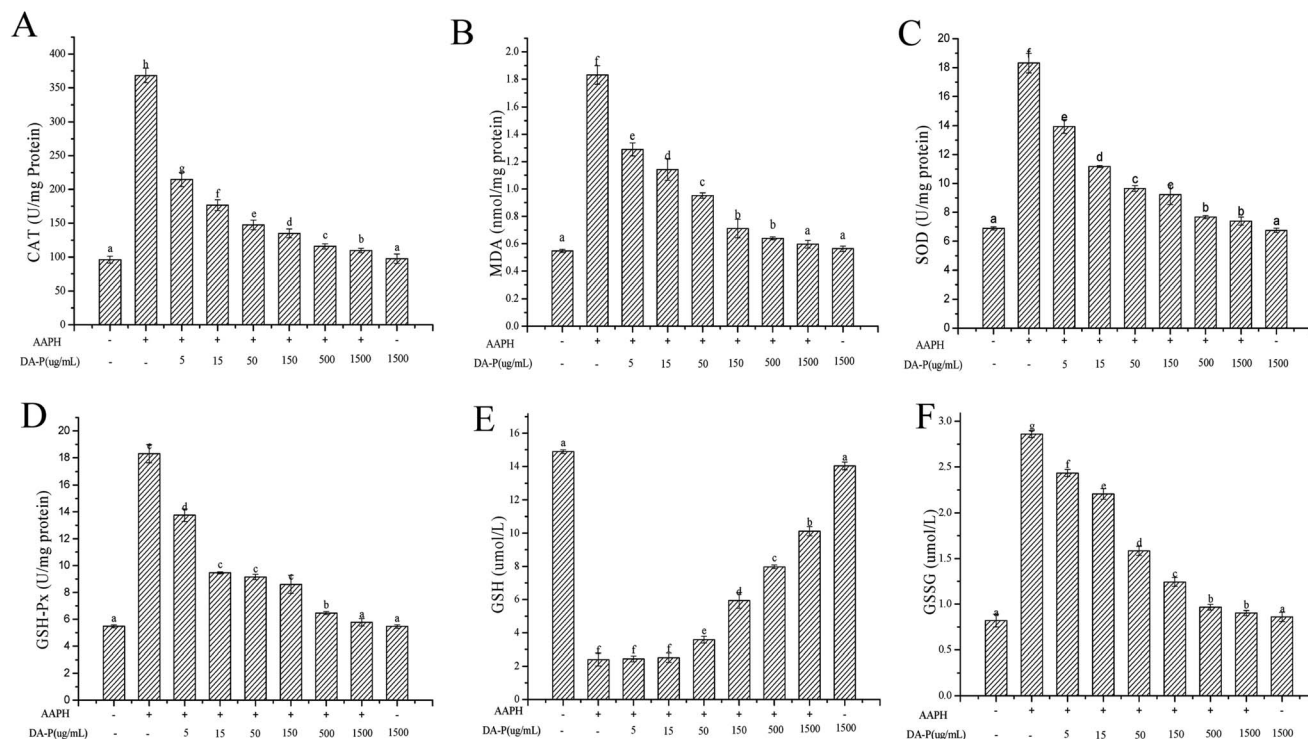 A
B
C
CAT (U/mg Protein)
400
350
300
250
200
150
100
50
0
a
h
g
f
e
d
c
b
a
AAPH - + + + + + + + -
DA-P(ug/mL) - - 5 15 50 150 500 1500 1500
MDA (nmol/mg protein)
2.0
1.8
1.6
1.4
1.2
1.0
0.8
0.6
0.4
0.2
0.0
a
f
e
d
c
b
b
a
a
AAPH - + + + + + + + -
DA-P(ug/mL) - - 5 15 50 150 500 1500 1500
SOD (U/mg protein)
20
18
16
14
12
10
8
6
4
2
0
a
f
e
d
c
c
b
b
a
AAPH - + + + + + + + -
DA-P(ug/mL) - - 5 15 50 150 500 1500 1500
D
E
F
GSH-Px (U/mg protein)
20
18
16
14
12
10
8
6
4
2
0
a
e
d
c
c
c
b
a
a
AAPH - + + + + + + + -
DA-P(ug/mL) - - 5 15 50 150 500 1500 1500
GSH (umol/L)
16
14
12
10
8
6
4
2
0
a
f
f
f
e
d
c
b
a
AAPH - + + + + + + + -
DA-P(ug/mL) - - 5 15 50 150 500 1500 1500
GSSG (umol/L)
3.0
2.5
2.0
1.5
1.0
0.5
0.0
a
g
f
e
d
c
b
b
a
AAPH - + + + + + + + -
DA-P(ug/mL) - - 5 15 50 150 500 1500 1500